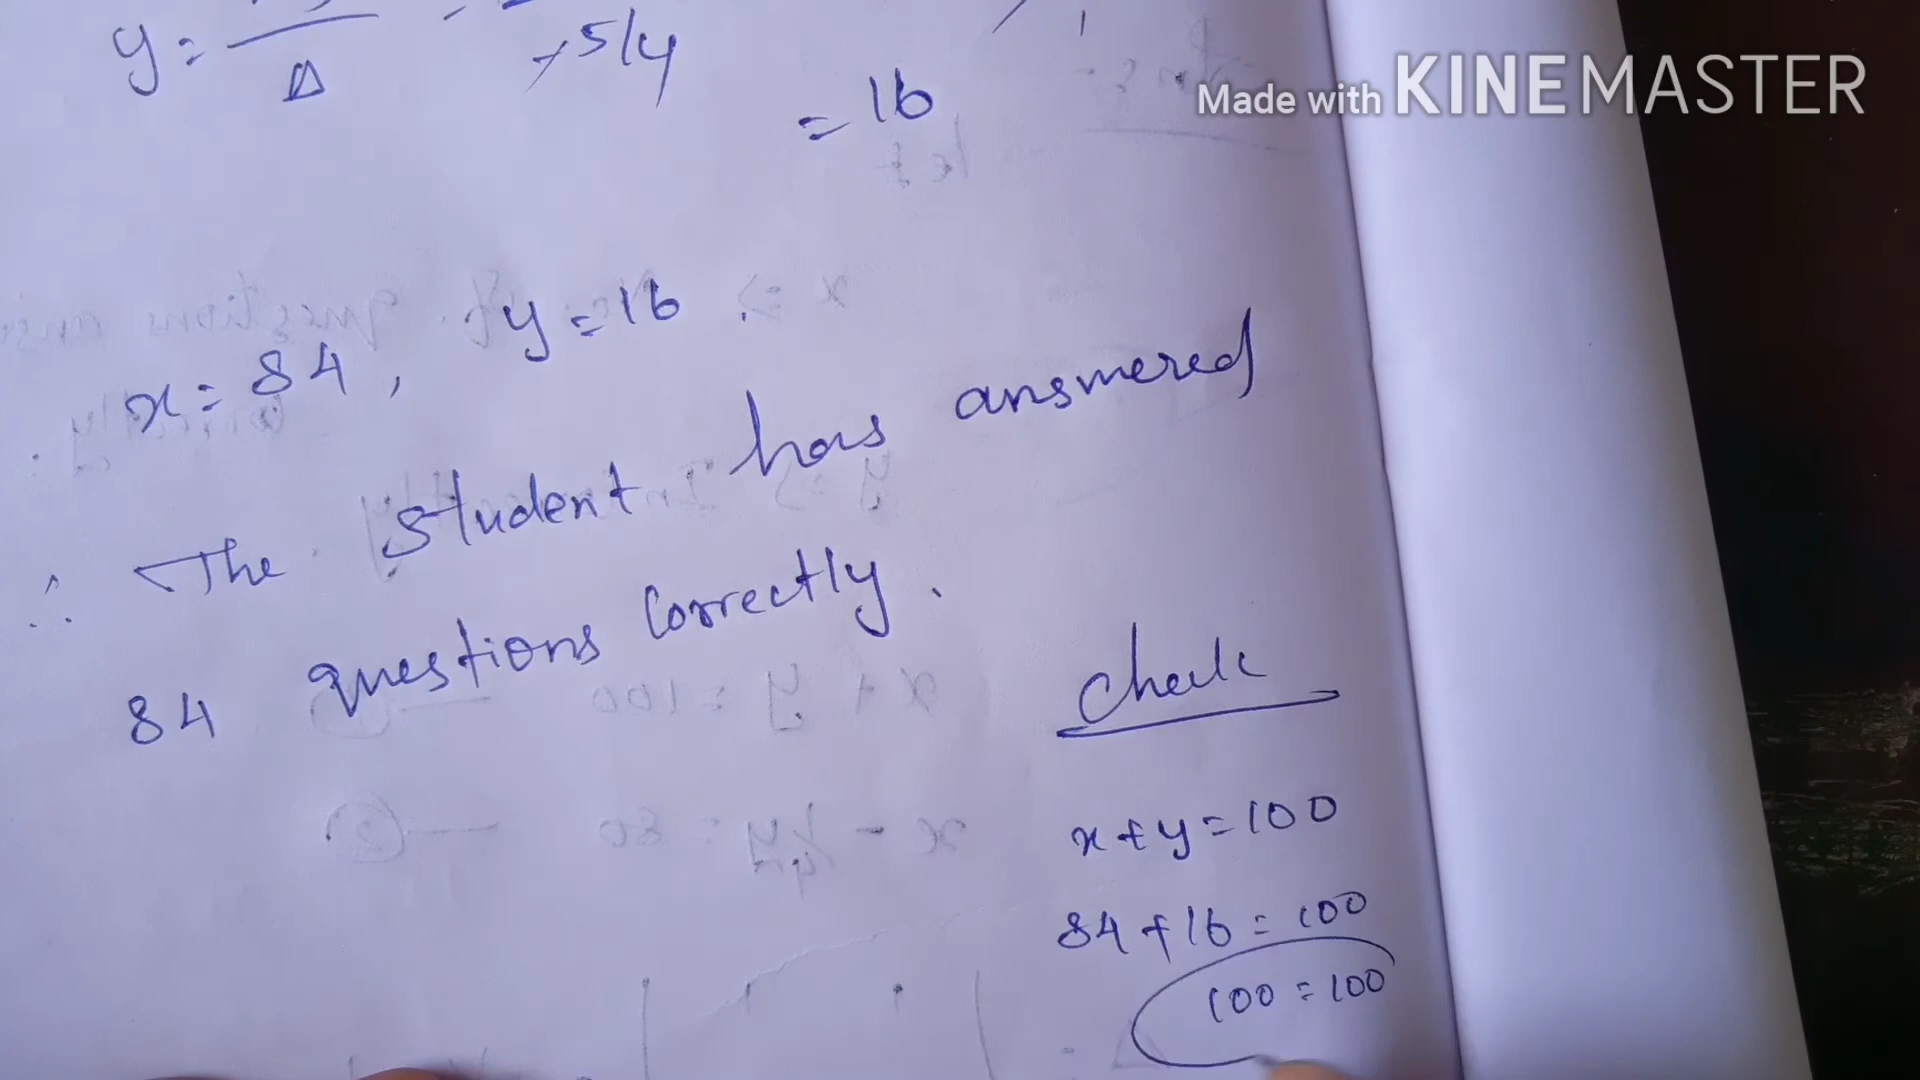 y = Δ - 5/4
= 16
Made with KINEMASTER
x = 84, y = 16.
∴ The student has answered
84 questions correctly.
Check
x + y = 100
84 + 16 = 100
100 = 100